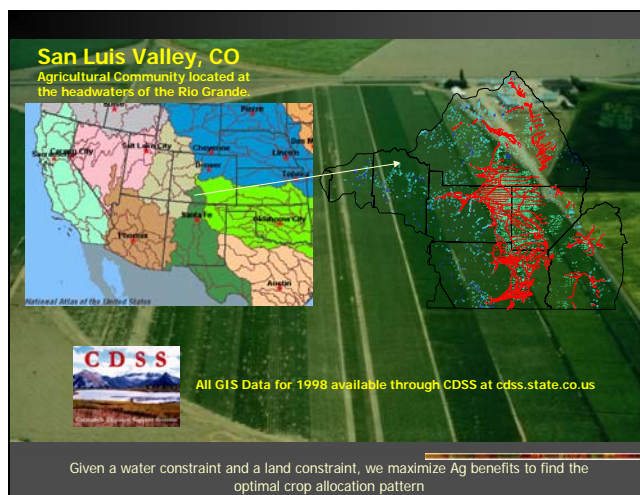 San Luis Valley, CO
Agricultural Community located at
the headwaters of the Rio Grande.
Pierre
Carson City
Salt Lake City
Cheyenne
Lincoln
Denver
Topeka
Santa Fe
Oklahoma City
Phoenix
Austin
National Atlas of the United States
CDSS
All GIS Data for 1998 available through CDSS at cdss.state.co.us
Given a water constraint and a land constraint, we maximize Ag benefits to find the
optimal crop allocation pattern